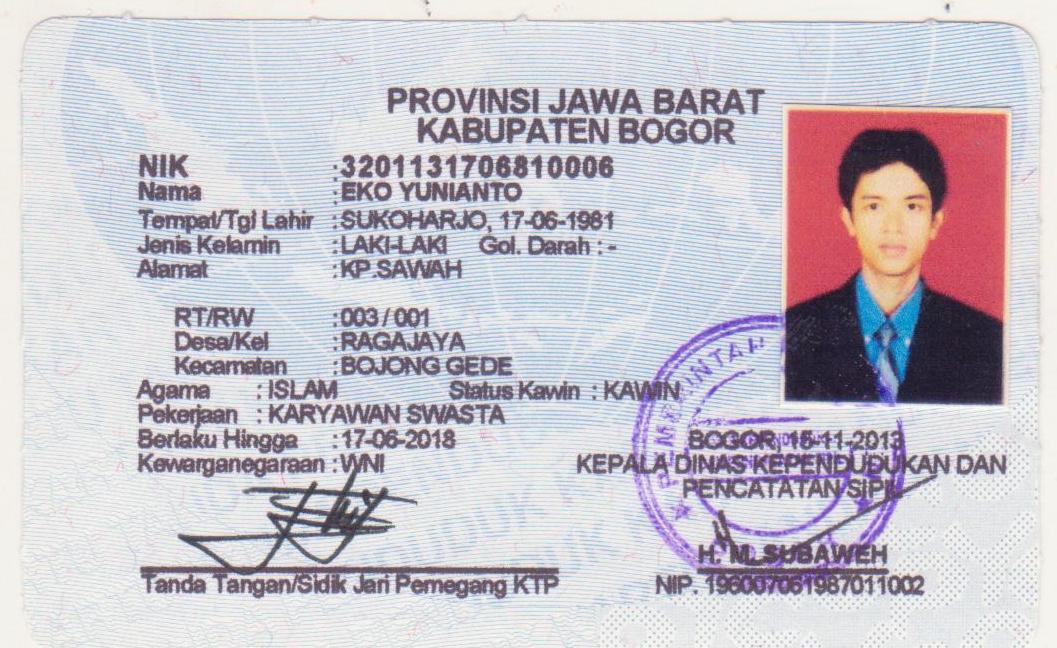 PROVINSI JAWA BARAT
KABUPATEN BOGOR
NIK :3201131706810006
Nama :EKO YUNIANTO
Tempat/Tgl Lahir :SUKOHARJO, 17-06-1981
Jenis Kelamin :LAKI-LAKI Gol. Darah : -
Alamat :KP.SAWAH
RT/RW :003 / 001
Desa/Kel :RAGAJAYA
Kecamatan :BOJONG GEDE
Agama : ISLAM Status Kawin : KAWIN
Pekerjaan : KARYAWAN SWASTA
Berlaku Hingga :17-06-2018
Kewarganegaraan :WNI
BOGOR, 15-11-2013
KEPALA DINAS KEPENDUDUKAN DAN
PENCATATAN SIPIL
H. M. SUBAWEH
NIP. 196007061987011002
Tanda Tangan/Sidik Jari Pemegang KTP